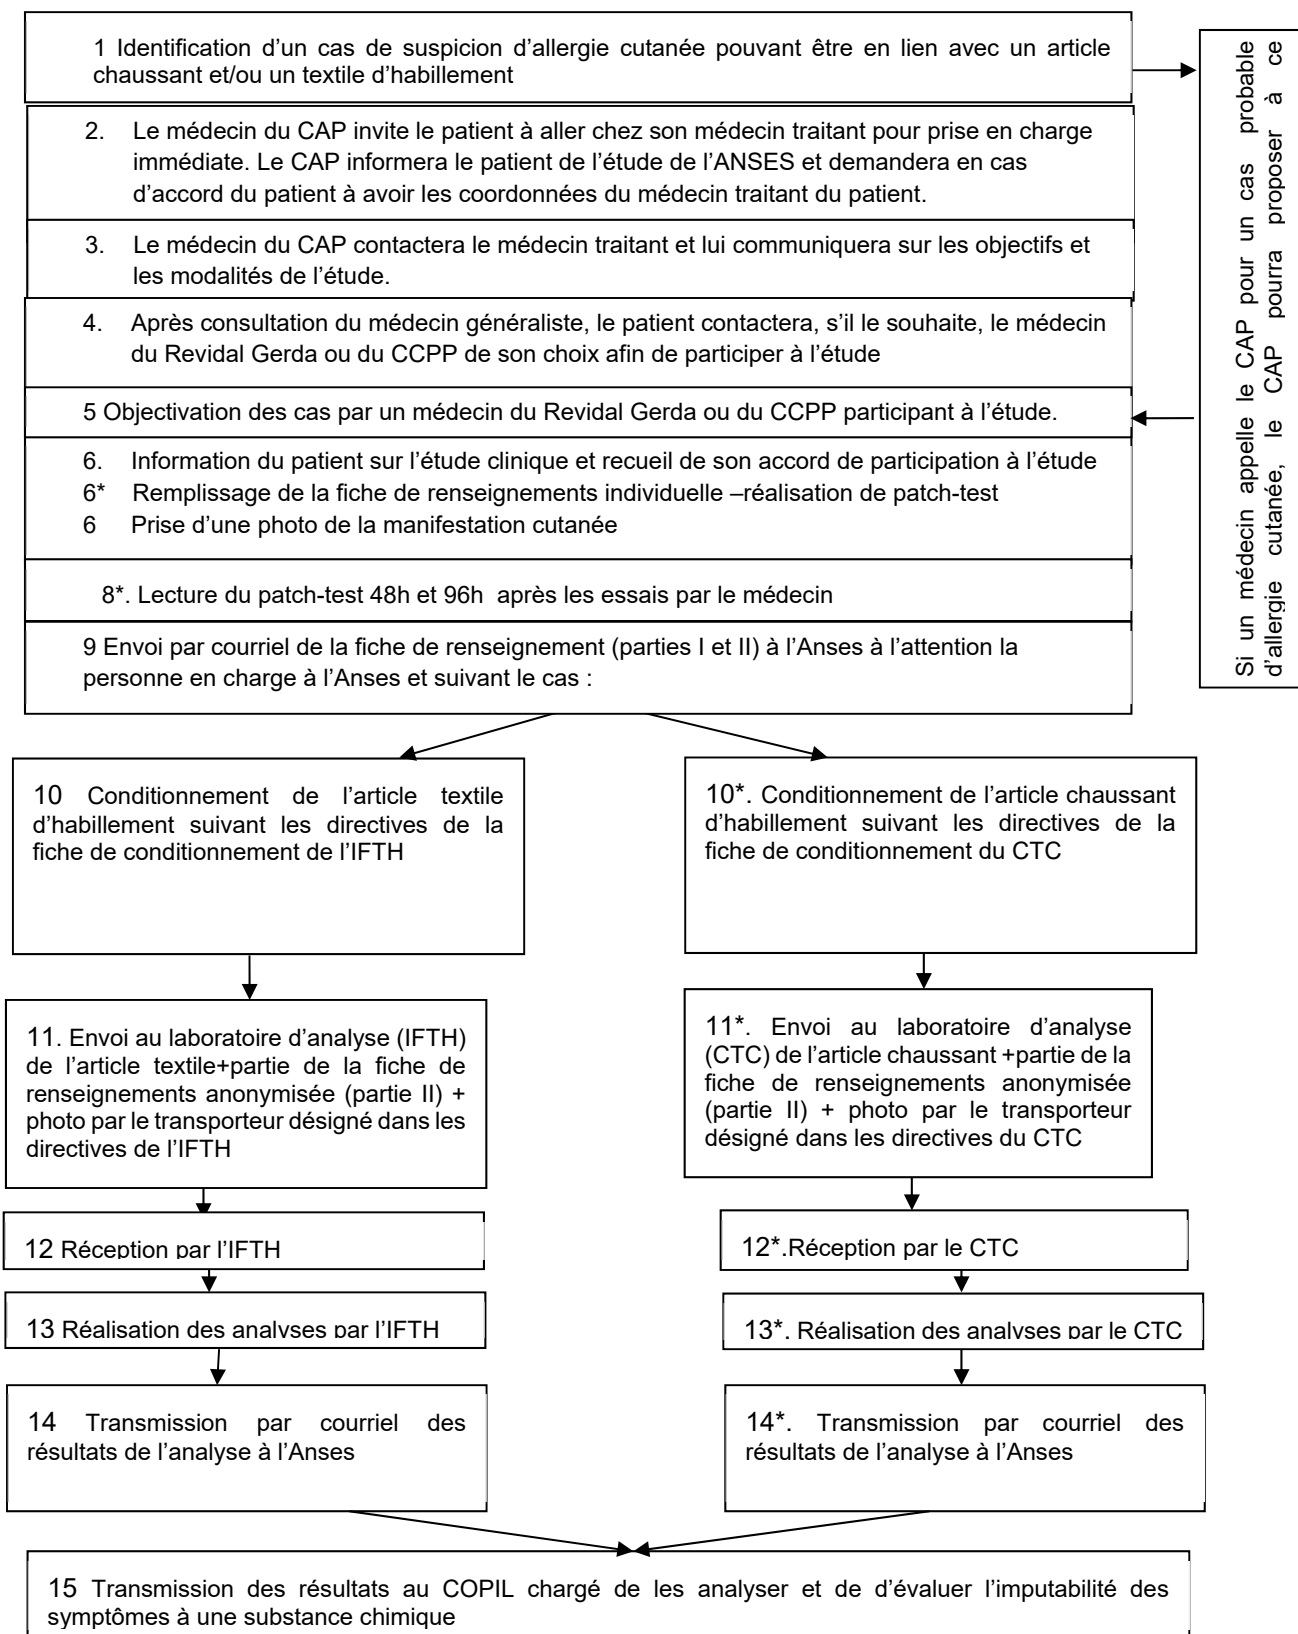 1 Identification d’un cas de suspicion d’allergie cutanée pouvant être en lien avec un article
chaussant et/ou un textile d’habillement
2. Le médecin du CAP invite le patient à aller chez son médecin traitant pour prise en charge
immédiate. Le CAP informera le patient de l’étude de l’ANSES et demandera en cas
d’accord du patient à avoir les coordonnées du médecin traitant du patient.
3. Le médecin du CAP contactera le médecin traitant et lui communiquera sur les objectifs et
les modalités de l’étude.
4. Après consultation du médecin généraliste, le patient contactera, s’il le souhaite, le médecin
du Revidal Gerda ou du CCPP de son choix afin de participer à l’étude
5 Objectivation des cas par un médecin du Revidal Gerda ou du CCPP participant à l’étude.
6. Information du patient sur l’étude clinique et recueil de son accord de participation à l’étude
6* Remplissage de la fiche de renseignements individuelle –réalisation de patch-test
6 Prise d’une photo de la manifestation cutanée
8*. Lecture du patch-test 48h et 96h après les essais par le médecin
9 Envoi par courriel de la fiche de renseignement (parties I et II) à l’Anses à l’attention la
personne en charge à l’Anses et suivant le cas :
Si un médecin appelle le CAP pour un cas probable
d’allergie cutanée, le CAP pourra proposer à ce
10 Conditionnement de l’article textile
d’habillement suivant les directives de la
fiche de conditionnement de l’IFTH
10*. Conditionnement de l’article chaussant
d’habillement suivant les directives de la
fiche de conditionnement du CTC
11. Envoi au laboratoire d’analyse (IFTH)
de l’article textile+partie de la fiche de
renseignements anonymisée (partie II) +
photo par le transporteur désigné dans les
directives de l’IFTH
11*. Envoi au laboratoire d’analyse
(CTC) de l’article chaussant +partie de la
fiche de renseignements anonymisée
(partie II) + photo par le transporteur
désigné dans les directives du CTC
12 Réception par l’IFTH
12*.Réception par le CTC
13 Réalisation des analyses par l’IFTH
13*. Réalisation des analyses par le CTC
14 Transmission par courriel des
résultats de l’analyse à l’Anses
14*. Transmission par courriel des
résultats de l’analyse à l’Anses
15 Transmission des résultats au COPIL chargé de les analyser et de d’évaluer l’imputabilité des
symptômes à une substance chimique